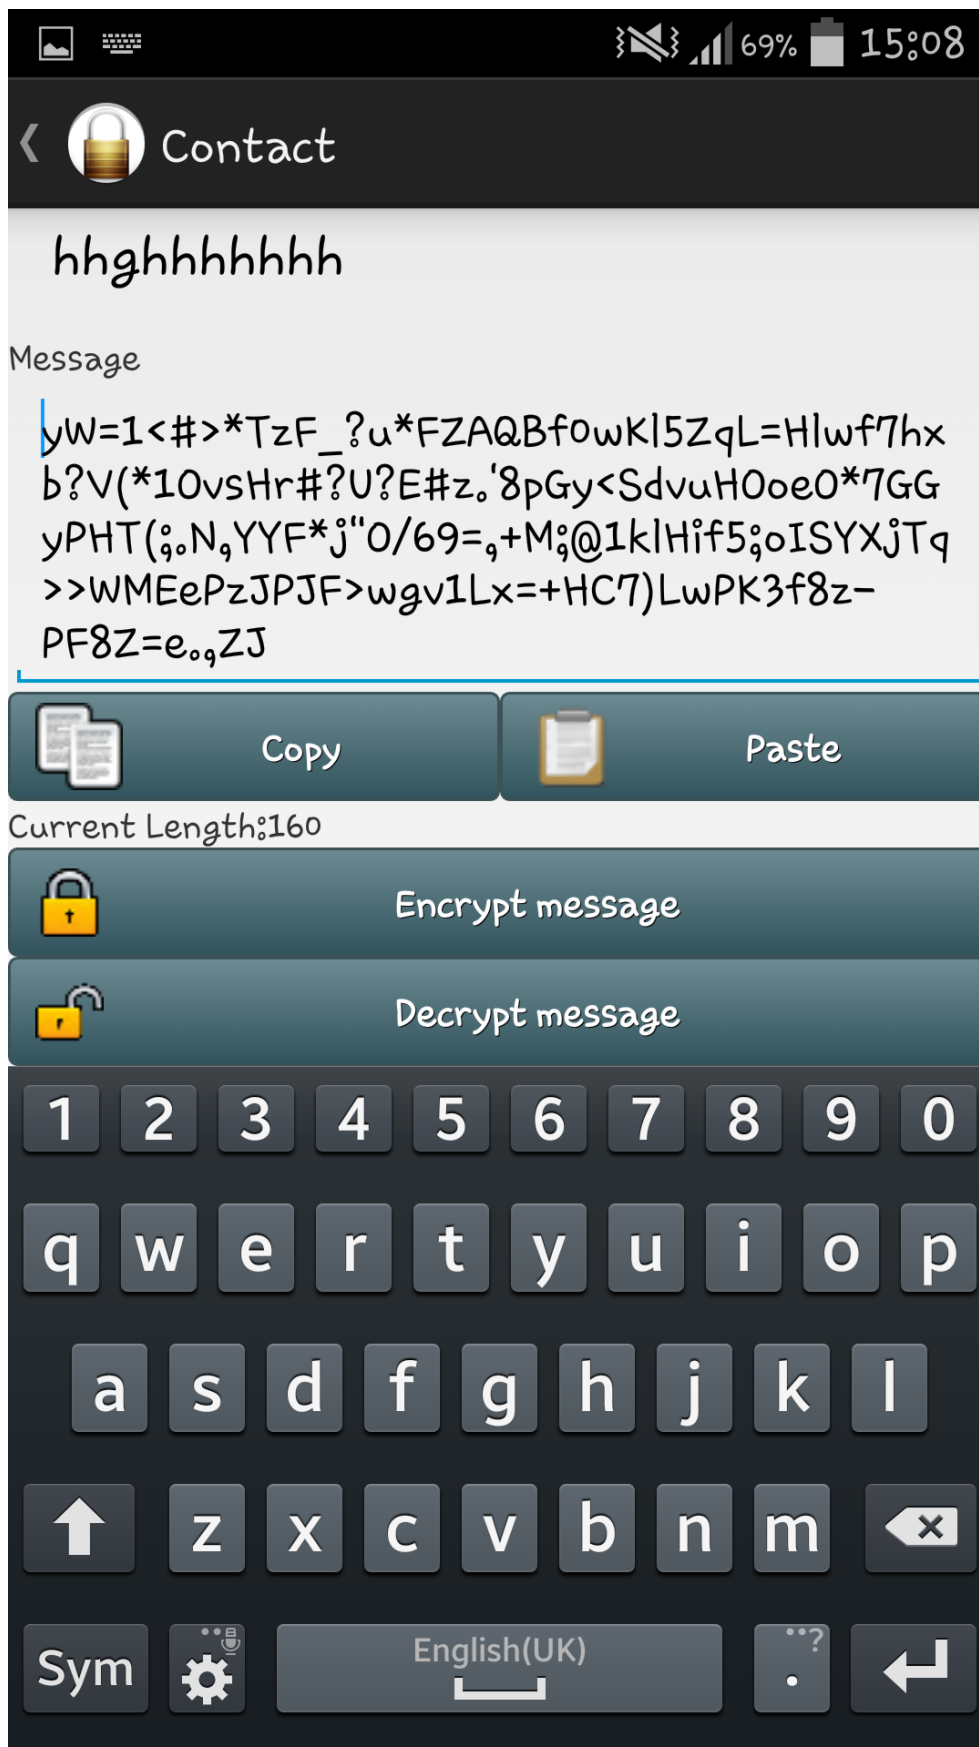 69% 15:08
Contact
hhghhhhhhh
Message
yW=1<#>*TzF_?u*FZAQBf0wKl5ZqL=Hlwf7hx
b?V(*10vsHr#?U?E#z.'8pGy<SdvuH0oe0*7GG
yPHT(;.N,YYF*j"0/69=,+M;@1klHif5;oISYXjTq
>>WMEePzJPJF>wgv1Lx=+HC7)LwPK3f8z-
PF8Z=e.,ZJ
Copy Paste
Current Length:160
Encrypt message
Decrypt message
1 2 3 4 5 6 7 8 9 0
q w e r t y u i o p
a s d f g h j k l
z x c v b n m
Sym English(UK) . ?